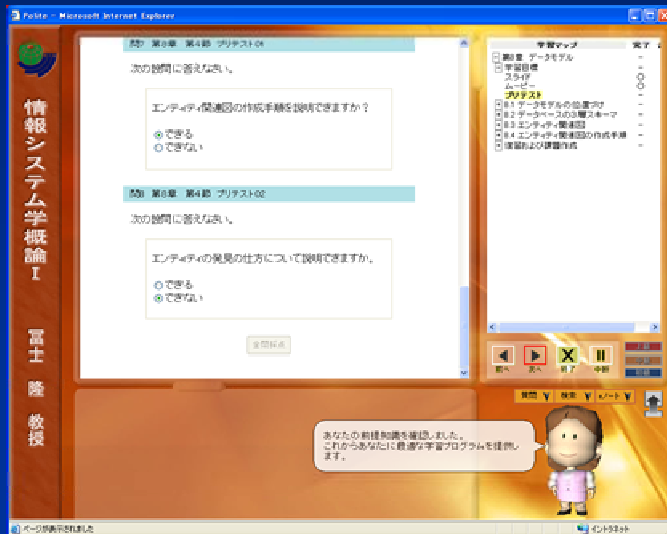 Polite - Microsoft Internet Explorer
情報システム学概論 I
冨士 隆 教授
問7 第8章 第4節 プリテスト01
次の設問に答えなさい。
エンティティ関連図の作成手順を説明できますか?
できる
できない
問8 第8章 第4節 プリテスト02
次の設問に答えなさい。
エンティティの発見の仕方について説明できますか。
できる
できない
全問採点
学習マップ 完了
第8章 データモデル
学習目標
スライド
ムービー
プリテスト
8.1 データモデルの位置づけ
8.2 データベースの3層スキーマ
8.3 エンティティ関連図
8.4 エンティティ関連図の作成手順
演習および課題作成
前へ 次へ 終了 中断
質問 検索 eノート
あなたの前提知識を確認しました。
これからあなたに最適な学習プログラムを提供し
ます。
ページが表示されました
イントラネット